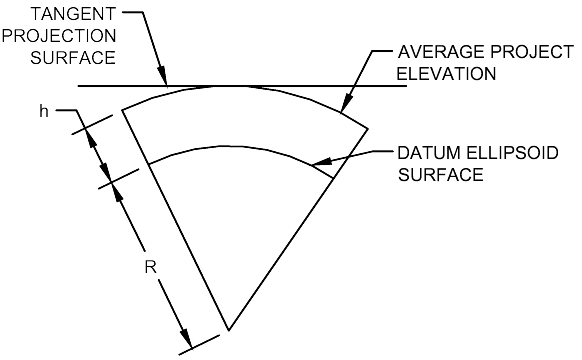 TANGENT
PROJECTION
SURFACE
AVERAGE PROJECT
ELEVATION
h
DATUM ELLIPSOID
SURFACE
R